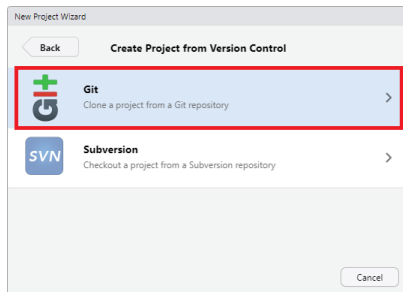 New Project Wizard
Back
Create Project from Version Control
Git
Git
Clone a project from a Git repository
SVN
Subversion
Checkout a project from a Subversion repository
Cancel